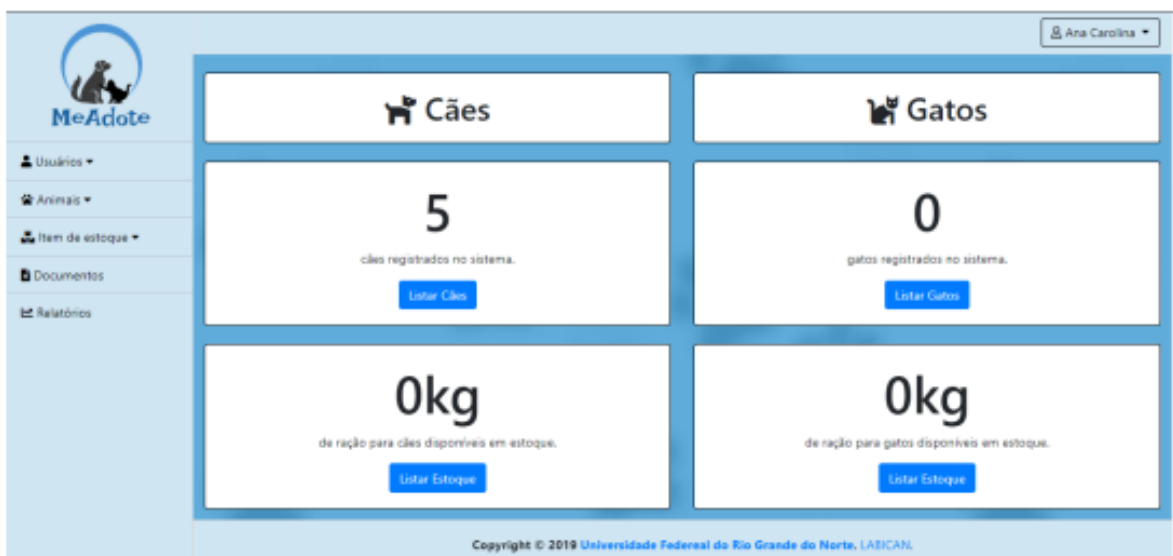 Ana Carolina
MeAdote
Usuários
Animais
Item de estoque
Documentos
Relatórios
Cães
Gatos
5
cães registrados no sistema.
Listar Cães
0
gatos registrados no sistema.
Listar Gatos
0kg
de ração para cães disponíveis em estoque.
Listar Estoque
0kg
de ração para gatos disponíveis em estoque.
Listar Estoque
Copyright © 2019 Universidade Federeal do Rio Grande do Norte. LABICAN.